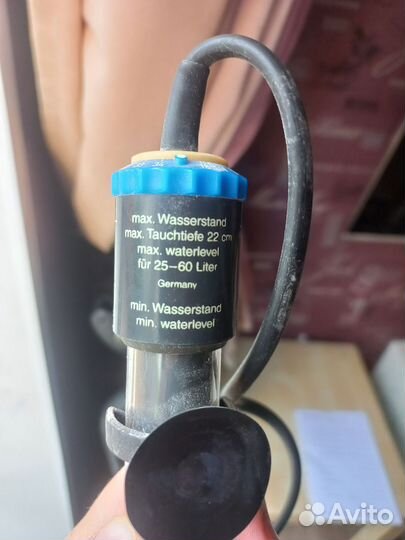 max. Wasserstand
max. Tauchtiefe 22 cm
max. waterlevel
für 25–60 Liter
Germany
min. Wasserstand
min. waterlevel
Avito